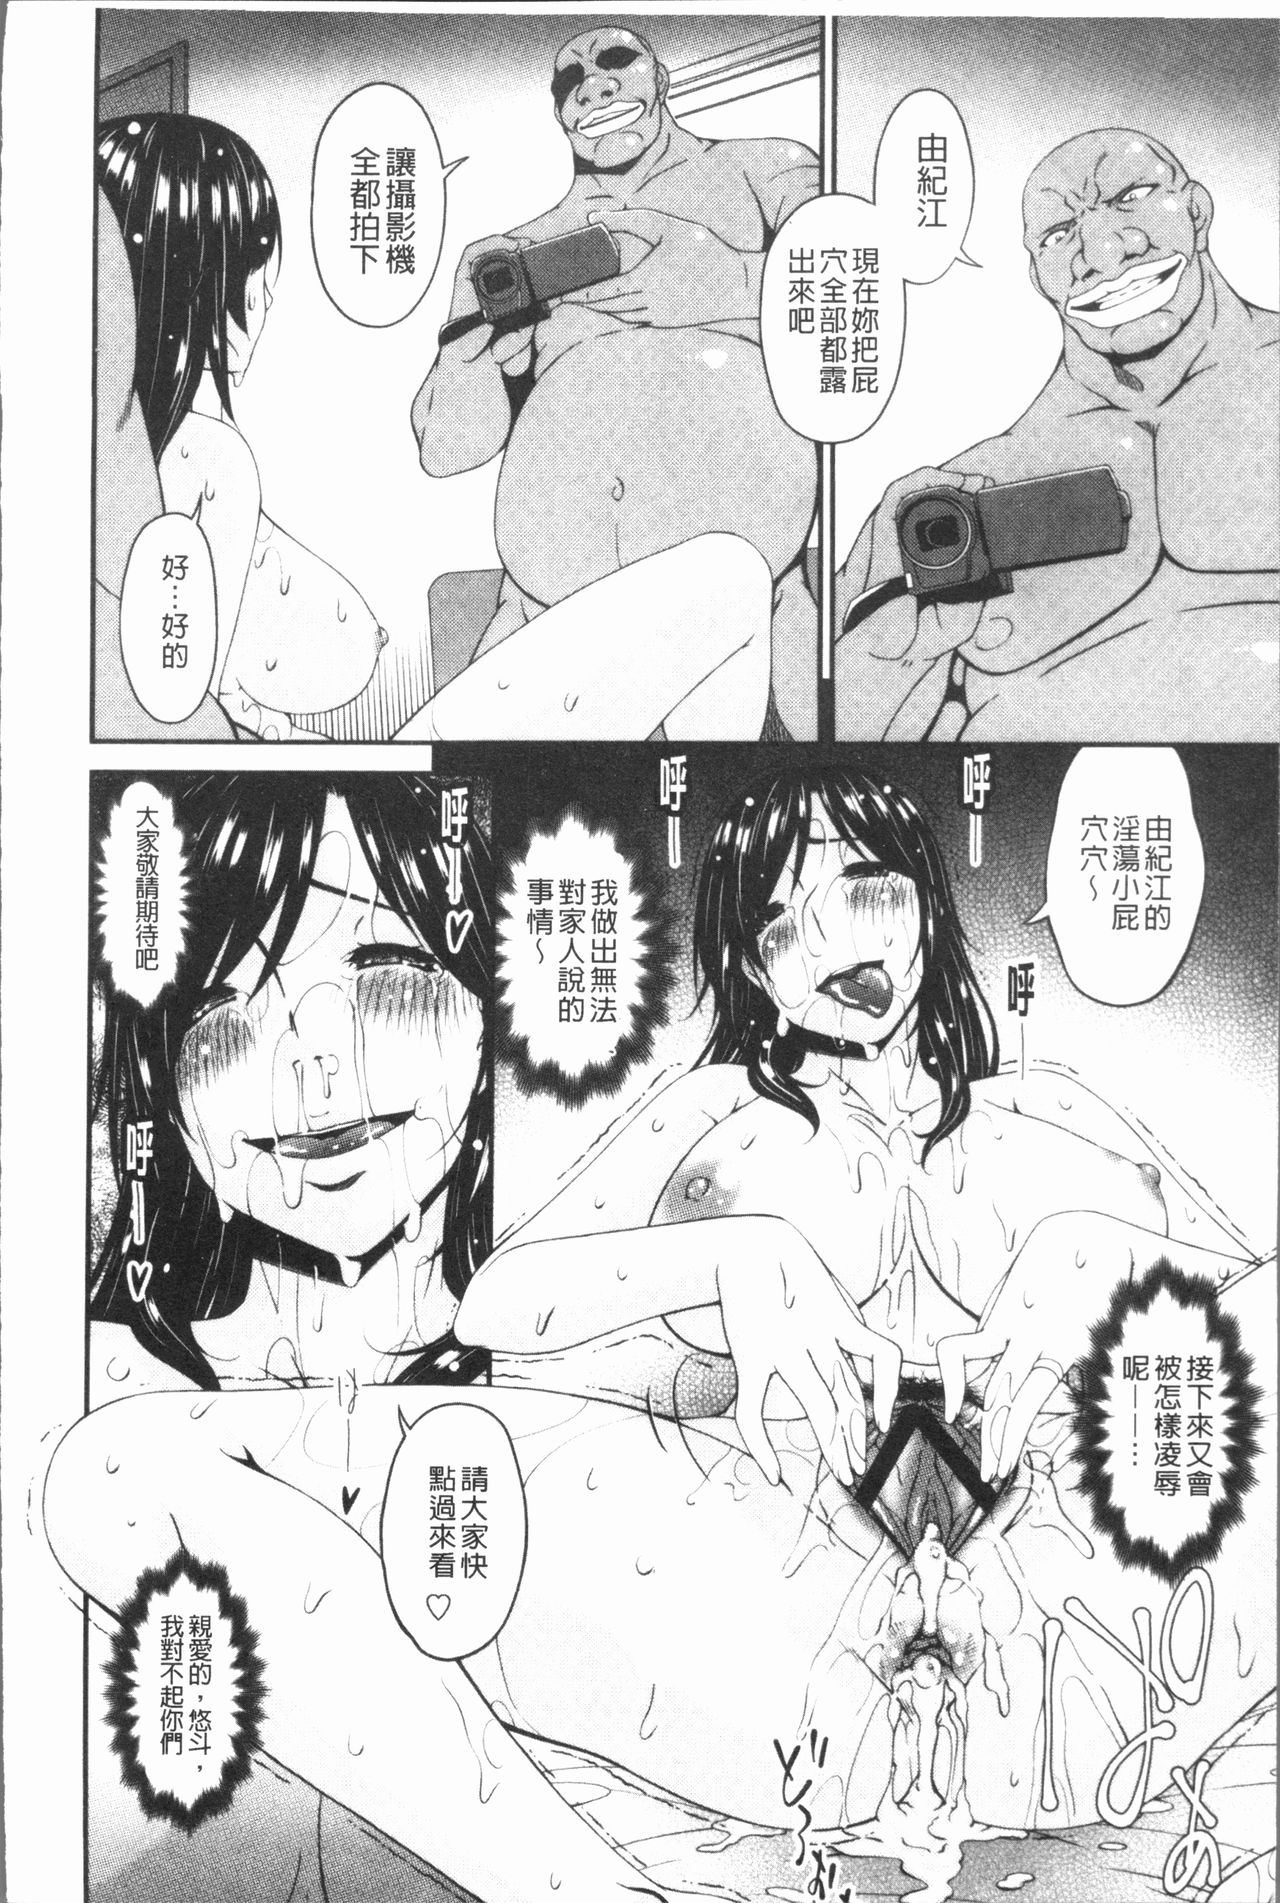 由紀江
現在妳把屁
穴全部都露
出來吧
讓攝影機
全都拍下
好…好的
由紀江的
淫蕩小屁
穴穴～
呼—
呼—
呼—
我做出無法
對家人說的
事情～
接下來又會
被怎樣凌辱
呢——…
呼—♡
大家敬請期待吧
呼—♡
請大家快
點過來看♡
親愛的，悠斗，
我對不起你們